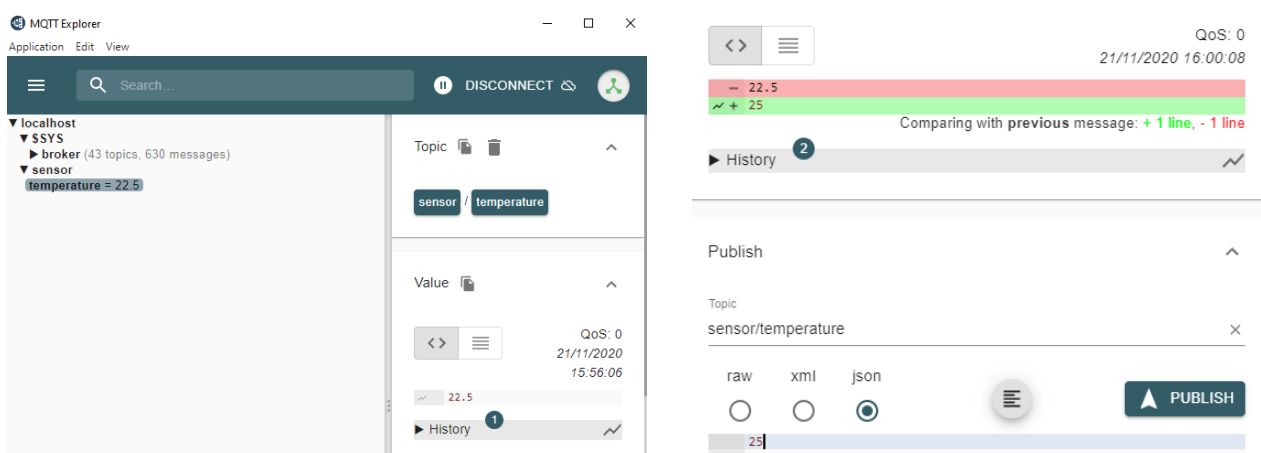 MQTT Explorer
Application Edit View
Search...
DISCONNECT
▼ localhost
▼ $SYS
▶ broker (43 topics, 630 messages)
▼ sensor
temperature = 22.5
Topic
sensor / temperature
Value
QoS: 0
21/11/2020
15:56:06
22.5
▶ History 1
QoS: 0
21/11/2020 16:00:08
− 22.5
+ 25
Comparing with previous message: + 1 line, - 1 line
▶ History 2
Publish
Topic
sensor/temperature
raw xml json
PUBLISH
25